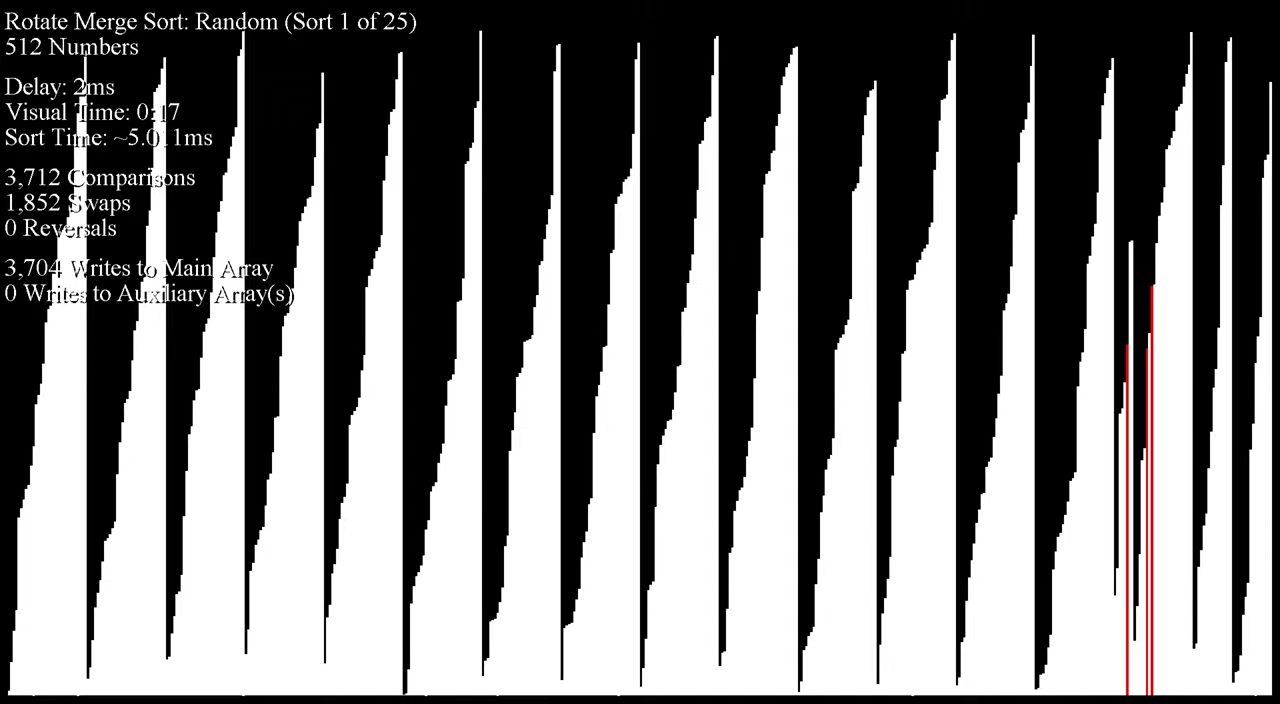 Rotate Merge Sort: Random (Sort 1 of 25)
512 Numbers
Delay: 2ms
Visual Time: 0:17
Sort Time: ~5.011ms
3,712 Comparisons
1,852 Swaps
0 Reversals
3,704 Writes to Main Array
0 Writes to Auxiliary Array(s)